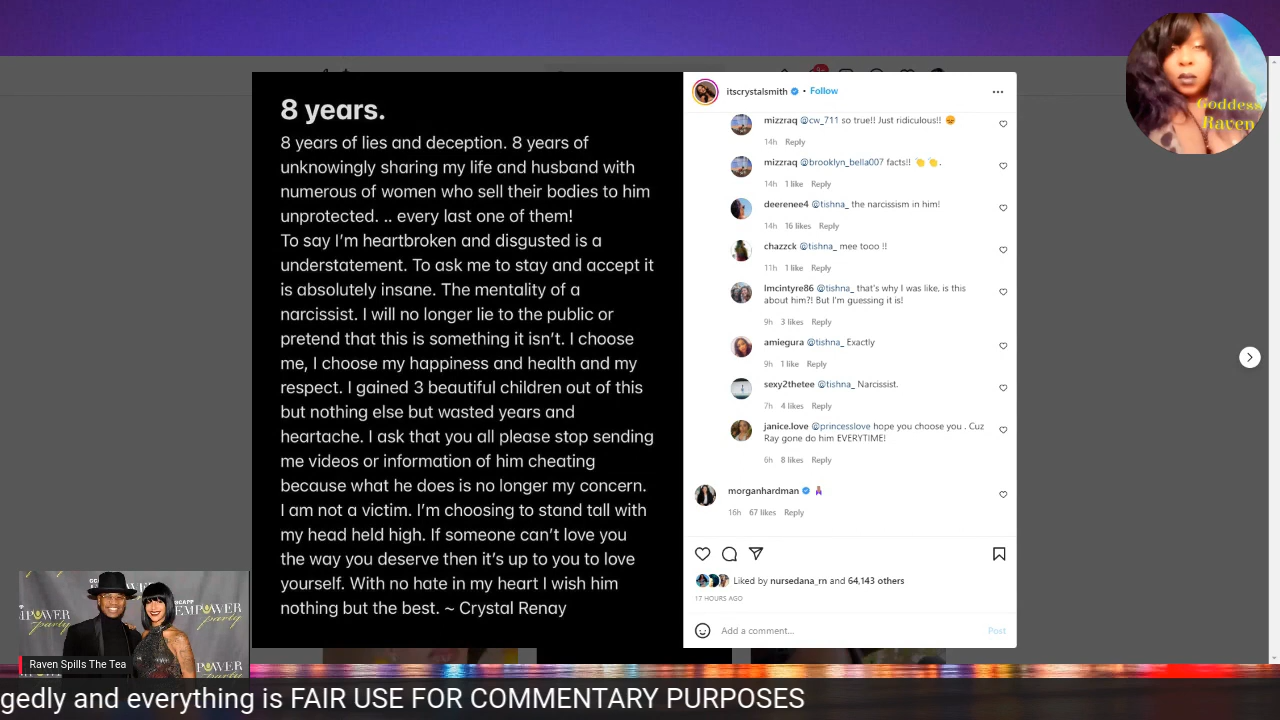 Goddess
Raven
8 years.
8 years of lies and deception. 8 years of
unknowingly sharing my life and husband with
numerous of women who sell their bodies to him
unprotected. .. every last one of them!
To say I'm heartbroken and disgusted is a
understatement. To ask me to stay and accept it
is absolutely insane. The mentality of a
narcissist. I will no longer lie to the public or
pretend that this is something it isn't. I choose
me, I choose my happiness and health and my
respect. I gained 3 beautiful children out of this
but nothing else but wasted years and
heartache. I ask that you all please stop sending
me videos or information of him cheating
because what he does is no longer my concern.
I am not a victim. I'm choosing to stand tall with
my head held high. If someone can't love you
the way you deserve then it's up to you to love
yourself. With no hate in my heart I wish him
nothing but the best. ~ Crystal Renay
itscrystalsmith • Follow
mizzraq @cw_711 so true!! Just ridiculous!! 😡
14h Reply
mizzraq @brooklyn_bella007 facts!! 👏👏.
14h 1 like Reply
deerenee4 @tishna_ the narcissism in him!
14h 16 likes Reply
chazzck @tishna_ mee tooo !!
11h 1 like Reply
lmcintyre86 @tishna_ that's why I was like, is this
about him?! But I'm guessing it is!
9h 3 likes Reply
amiegura @tishna_ Exactly
9h 1 like Reply
sexy2thetee @tishna_ Narcissist.
7h 4 likes Reply
janice.love @princesslove hope you choose you . Cuz
Ray gone do him EVERYTIME!
6h 8 likes Reply
morganhardman
16h 67 likes Reply
Liked by nursedana_rn and 64,143 others
17 HOURS AGO
Add a comment... Post
EMPOWER
party
POWER
Raven Spills The Tea
gedly and everything is FAIR USE FOR COMMENTARY PURPOSES